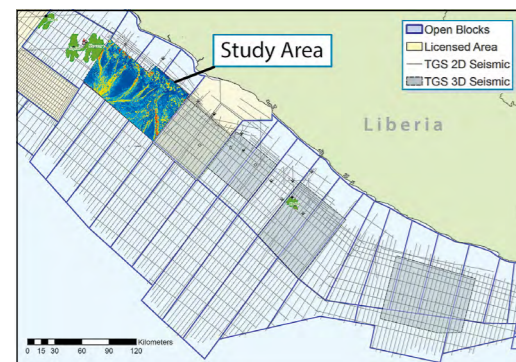 Study Area
Open Blocks
Licensed Area
TGS 2D Seismic
TGS 3D Seismic
Liberia
Kilometers
0 15 30 60 90 120